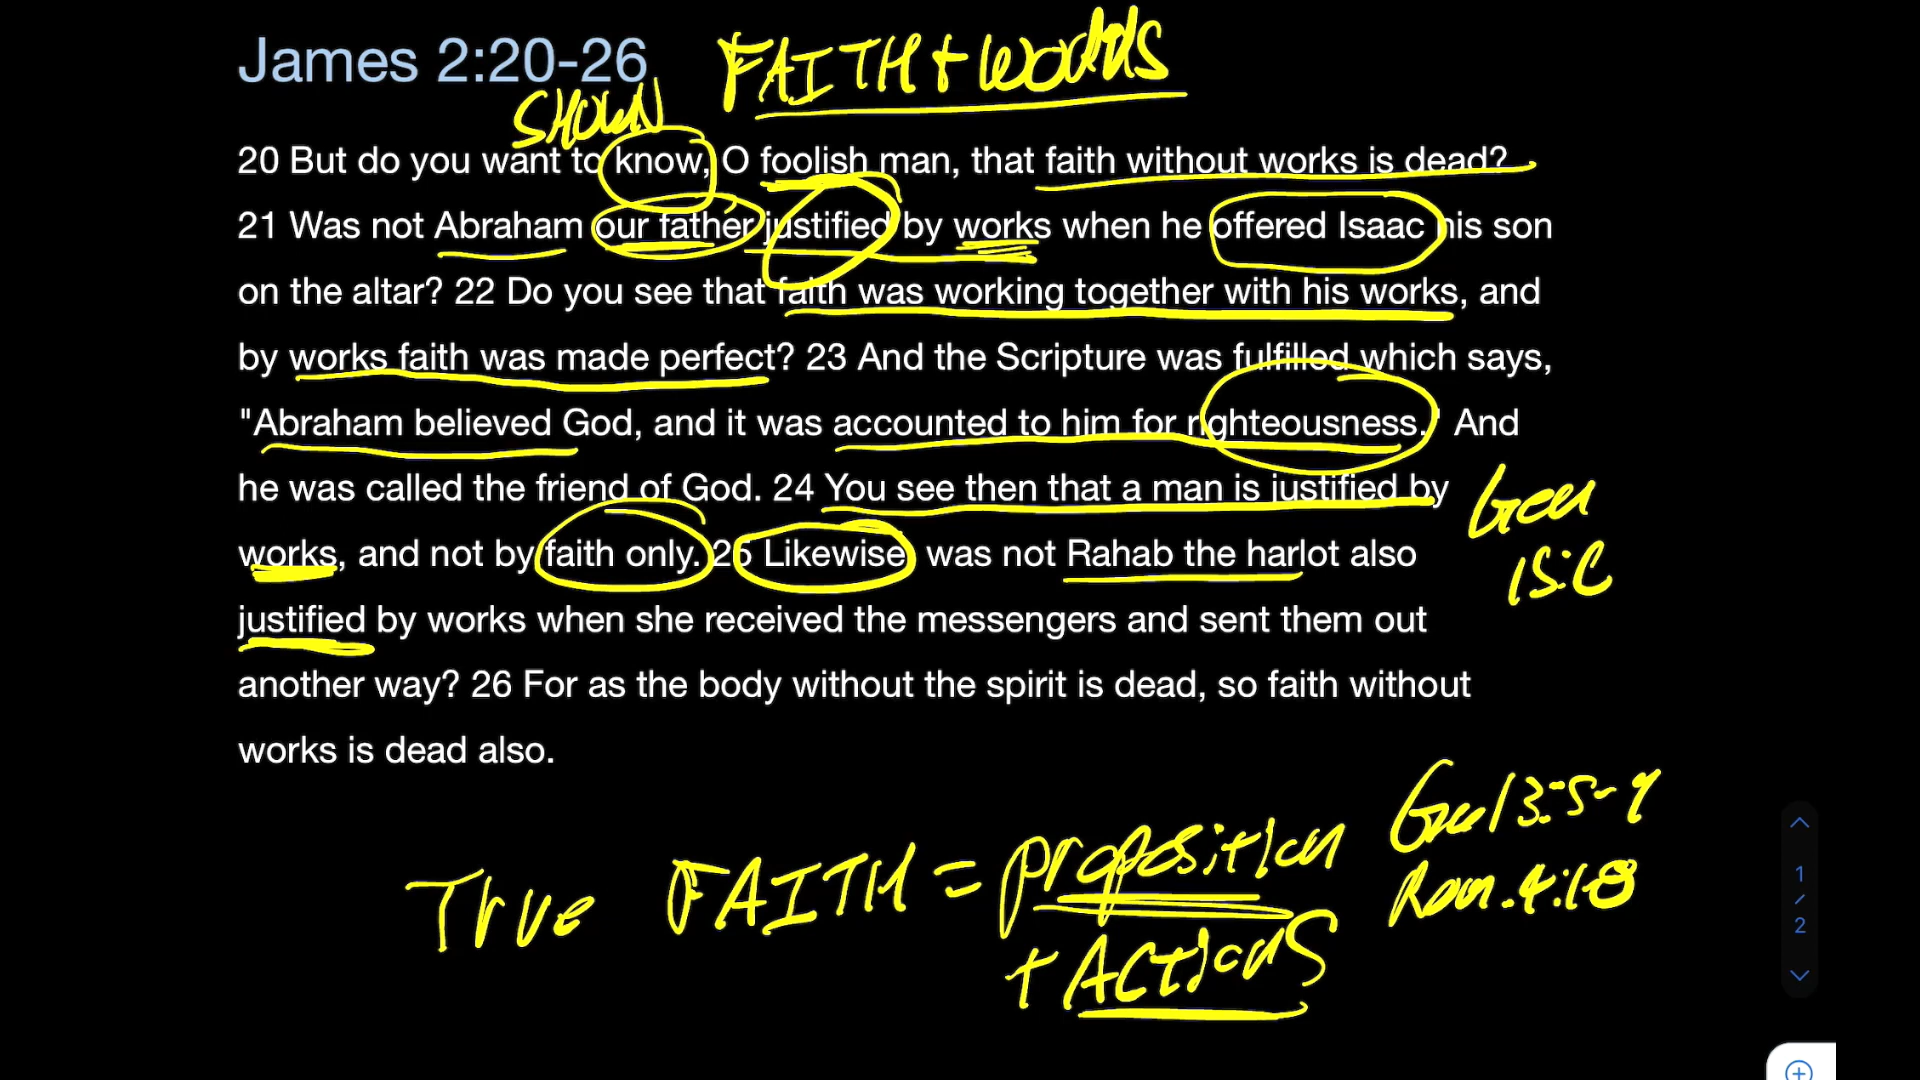 James 2:20-26
FAITH + WORKS
SHOWN
20 But do you want to know, O foolish man, that faith without works is dead?
21 Was not Abraham our father justified by works when he offered Isaac his son
on the altar? 22 Do you see that faith was working together with his works, and
by works faith was made perfect? 23 And the Scripture was fulfilled which says,
"Abraham believed God, and it was accounted to him for righteousness." And
he was called the friend of God. 24 You see then that a man is justified by
works, and not by faith only. 25 Likewise, was not Rahab the harlot also
Gen
15:6
justified by works when she received the messengers and sent them out
another way? 26 For as the body without the spirit is dead, so faith without
works is dead also.
True FAITH = proposition
+ ACTIONS
Rom. 4:18
1
/
2